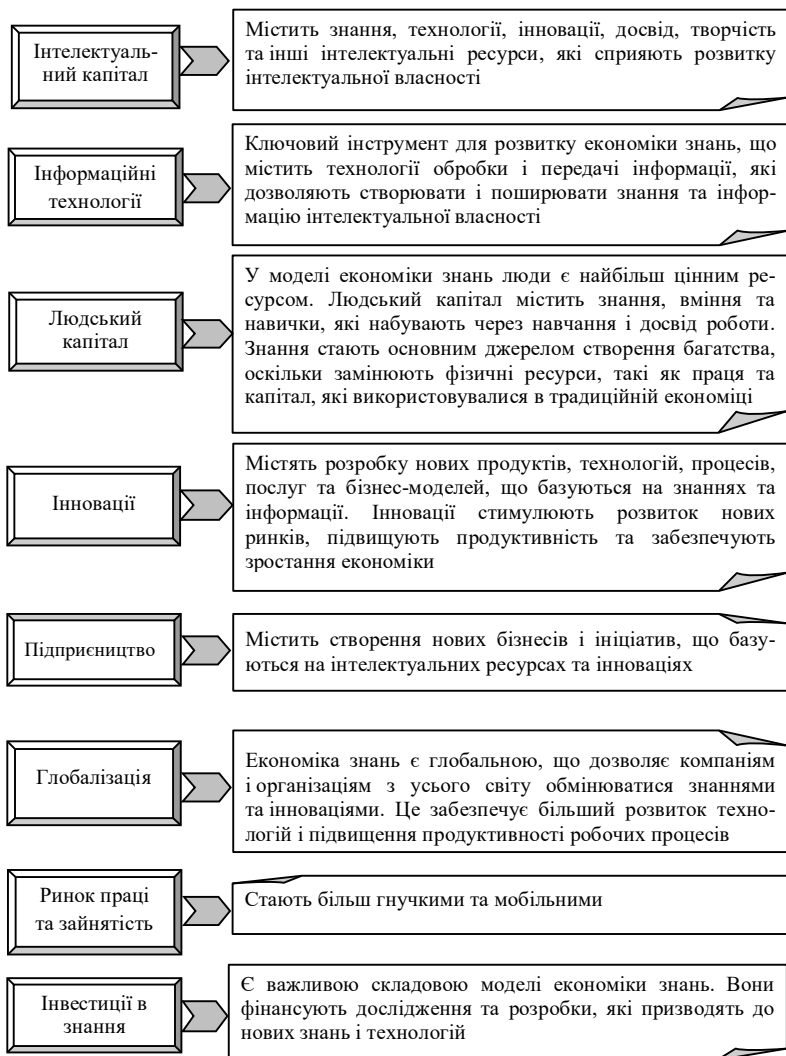 Інтелектуаль-
ний капітал
Містить знання, технології, інновації, досвід, творчість
та інші інтелектуальні ресурси, які сприяють розвитку
інтелектуальної власності
Інформаційні
технології
Ключовий інструмент для розвитку економіки знань, що
містить технології обробки і передачі інформації, які
дозволяють створювати і поширювати знання та інфор-
мацію інтелектуальної власності
Людський
капітал
У моделі економіки знань люди є найбільш цінним ре-
сурсом. Людський капітал містить знання, вміння та
навички, які набувають через навчання і досвід роботи.
Знання стають основним джерелом створення багатства,
оскільки замінюють фізичні ресурси, такі як праця та
капітал, які використовувалися в традиційній економіці
Інновації
Містять розробку нових продуктів, технологій, процесів,
послуг та бізнес-моделей, що базуються на знаннях та
інформації. Інновації стимулюють розвиток нових
ринків, підвищують продуктивність та забезпечують
зростання економіки
Підприєництво
Містить створення нових бізнесів і ініціатив, що базу-
ються на інтелектуальних ресурсах та інноваціях
Глобалізація
Економіка знань є глобальною, що дозволяє компаніям
і організаціям з усього світу обмінюватися знаннями
та інноваціями. Це забезпечує більший розвиток техно-
логій і підвищення продуктивності робочих процесів
Ринок праці
та зайнятість
Стають більш гнучкими та мобільними
Інвестиції в
знання
Є важливою складовою моделі економіки знань. Вони
фінансують дослідження та розробки, які призводять до
нових знань і технологій